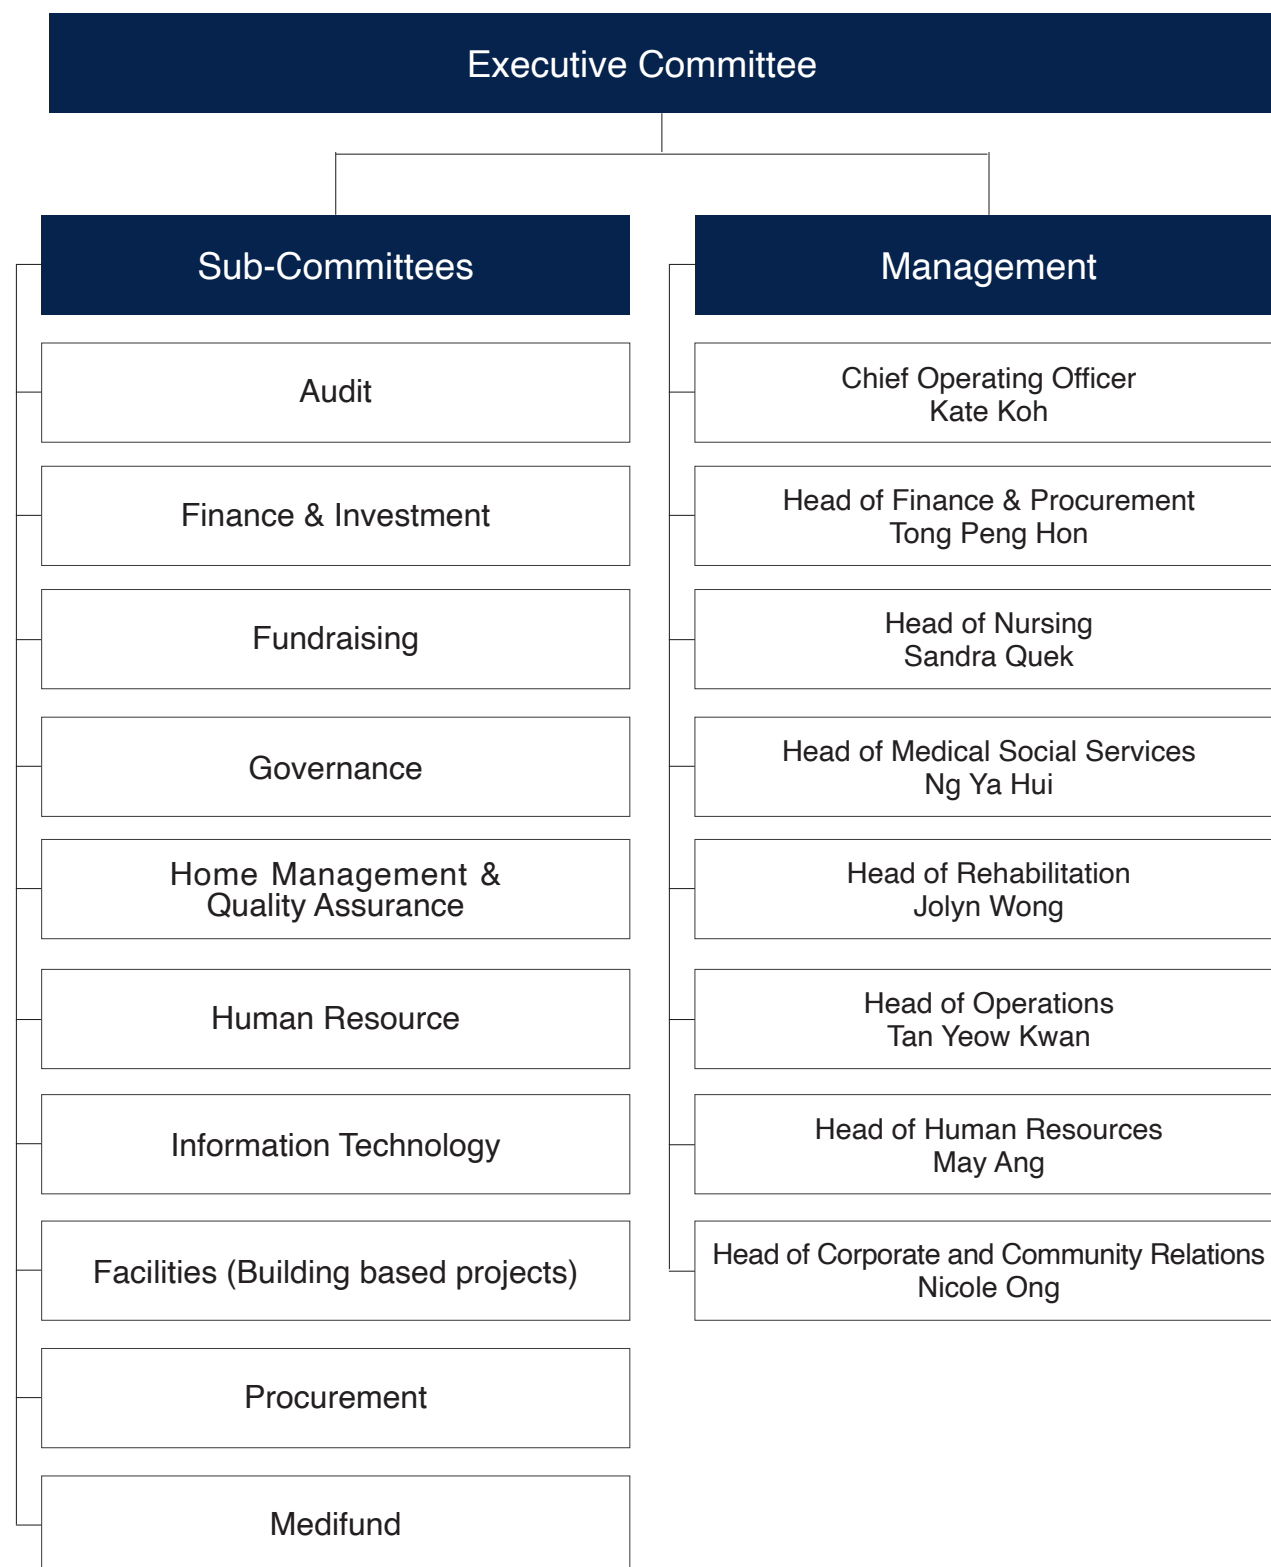 Executive Committee
Sub-Committees
Audit
Finance & Investment
Fundraising
Governance
Home Management &
Quality Assurance
Human Resource
Information Technology
Facilities (Building based projects)
Procurement
Medifund
Management
Chief Operating Officer
Kate Koh
Head of Finance & Procurement
Tong Peng Hon
Head of Nursing
Sandra Quek
Head of Medical Social Services
Ng Ya Hui
Head of Rehabilitation
Jolyn Wong
Head of Operations
Tan Yeow Kwan
Head of Human Resources
May Ang
Head of Corporate and Community Relations
Nicole Ong